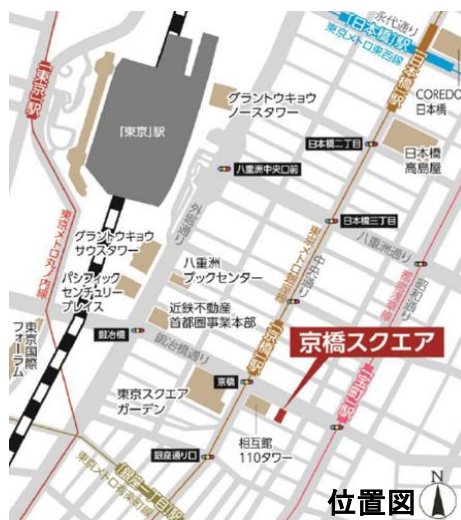 永代通り
「日本橋」駅
東京メトロ東西線
「日本橋」駅
COREDO
日本橋
「東京」駅
「東京」駅
グラントウキョウ
ノースタワー
日本橋二丁目
日本橋
高島屋
八重洲中央口前
外堀通り
日本橋三丁目
八重洲通り
東京メトロ丸ノ内線
グラントウキョウ
サウスタワー
東京メトロ銀座線
中央通り
昭和通り
都営浅草線
八重洲
ブックセンター
パシフィック
センチュリー
プレイス
近鉄不動産
首都圏事業本部
東京国際
フォーラム
鍛冶橋
鍛冶橋通り
「京橋」駅
京橋スクエア
「宝町」駅
東京スクエア
ガーデン
京橋
相互館
110タワー
銀座通り口
「銀座一丁目」駅
東京メトロ有楽町線
位置図
N